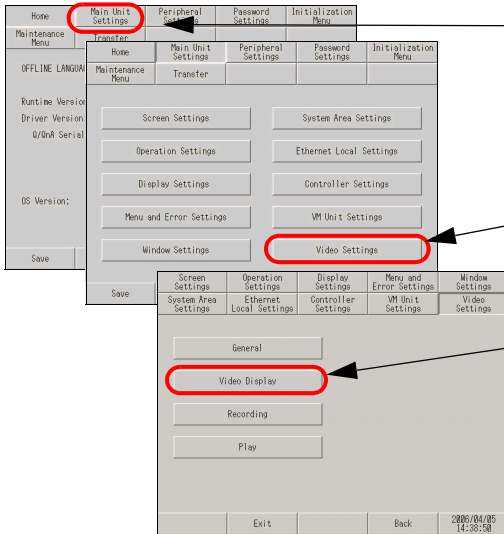 Home
Main Unit Settings
Peripheral Settings
Password Settings
Initialization Menu
Maintenance Menu
Transfer
OFFLINE LANGUA
Runtime Version
Driver Version:
Q/QnA Serial
OS Version:
Save
Home
Main Unit Settings
Peripheral Settings
Password Settings
Initialization Menu
Maintenance Menu
Transfer
Screen Settings
System Area Settings
Operation Settings
Ethernet Local Settings
Display Settings
Controller Settings
Menu and Error Settings
VM Unit Settings
Window Settings
Video Settings
Save
Screen Settings
Operation Settings
Display Settings
Menu and Error Settings
Window Settings
System Area Settings
Ethernet Local Settings
Controller Settings
VM Unit Settings
Video Settings
General
Video Display
Recording
Play
Exit
Back
2006/04/05
14:38:50